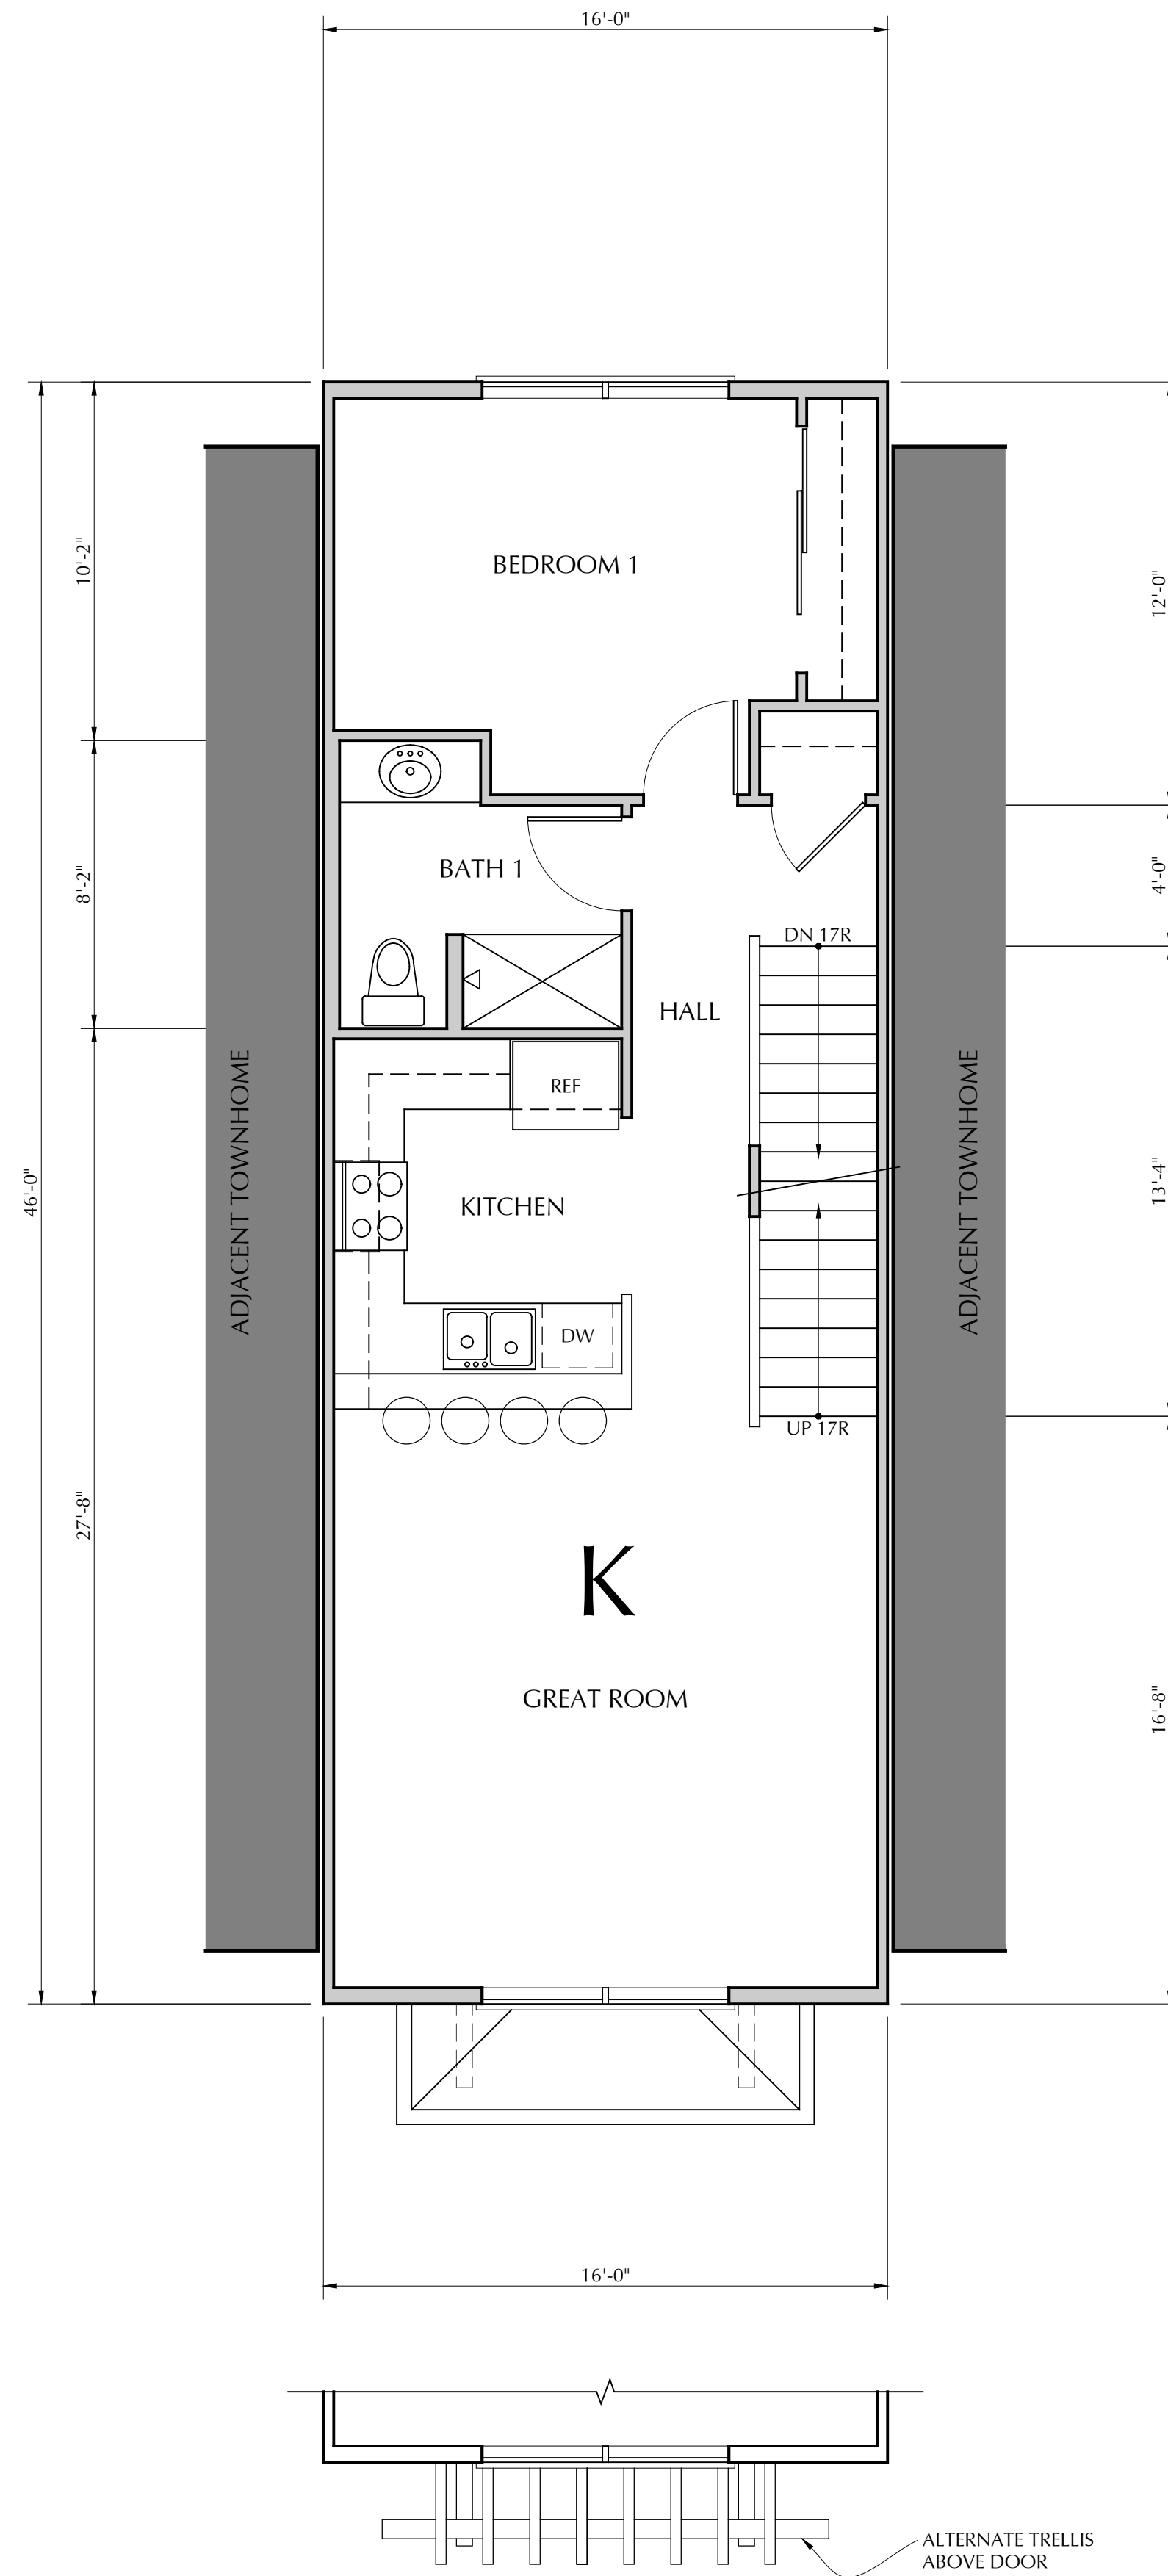 16'-0"
10'-2"
12'-0"
BEDROOM 1
8'-2"
BATH 1
4'-0"
DN 17R
HALL
46'-0"
ADJACENT TOWNHOME
REF
KITCHEN
ADJACENT TOWNHOME
13'-4"
DW
UP 17R
27'-8"
K
GREAT ROOM
16'-8"
16'-0"
ALTERNATE TRELLIS
ABOVE DOOR